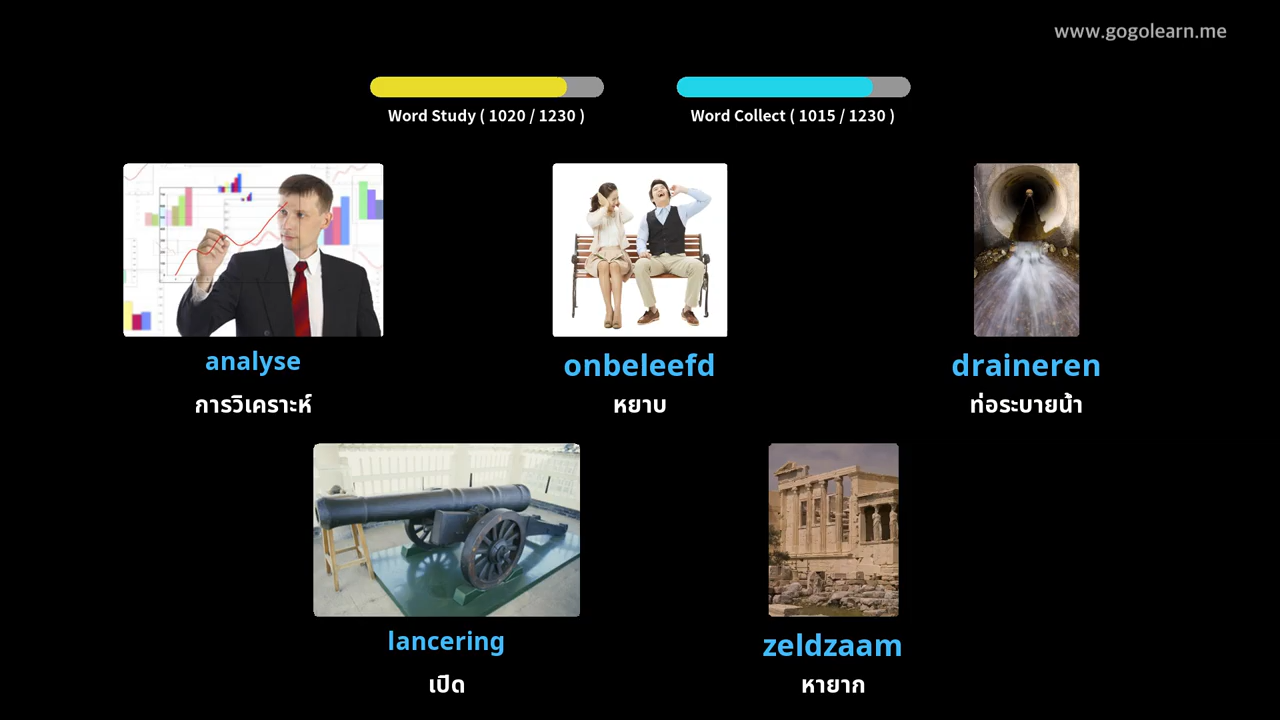 www.gogolearn.me
Word Study ( 1020 / 1230 )
Word Collect ( 1015 / 1230 )
analyse
การวิเคราะห์
onbeleefd
หยาบ
draineren
ท่อระบายน้ำ
lancering
เปิด
zeldzaam
หายาก